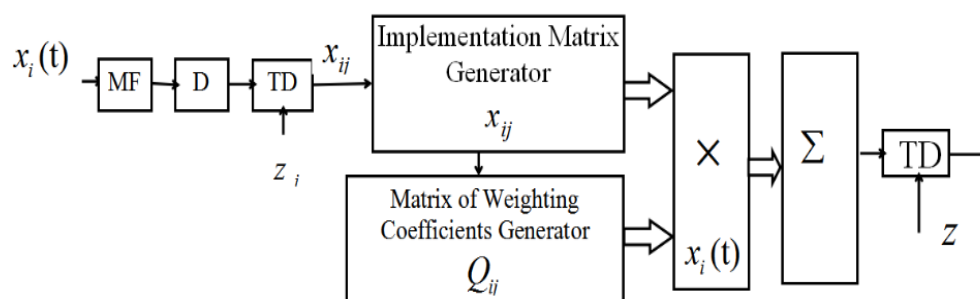 x_i(t)
MF
D
TD
x_ij
z_i
Implementation Matrix
Generator
x_ij
Matrix of Weighting
Coefficients Generator
Q_ij
×
x_i(t)
Σ
TD
z